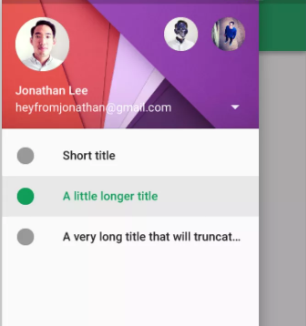 Jonathan Lee
heyfromjonathan@gmail.com
Short title
A little longer title
A very long title that will truncat...